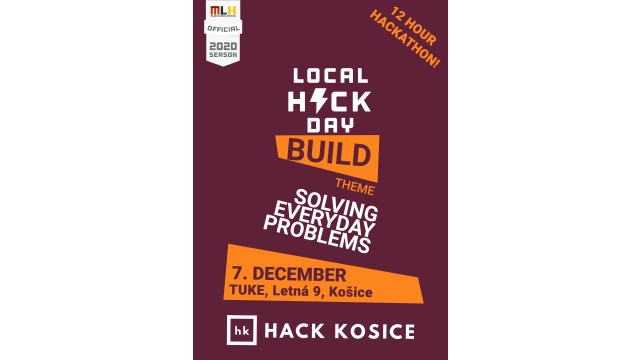 MLH
OFFICIAL
2020
SEASON
12 HOUR
HACKATHON!
LOCAL
H CK
DAY
BUILD
THEME
SOLVING
EVERYDAY
PROBLEMS
7. DECEMBER
TUKE, Letná 9, Košice
hk HACK KOSICE